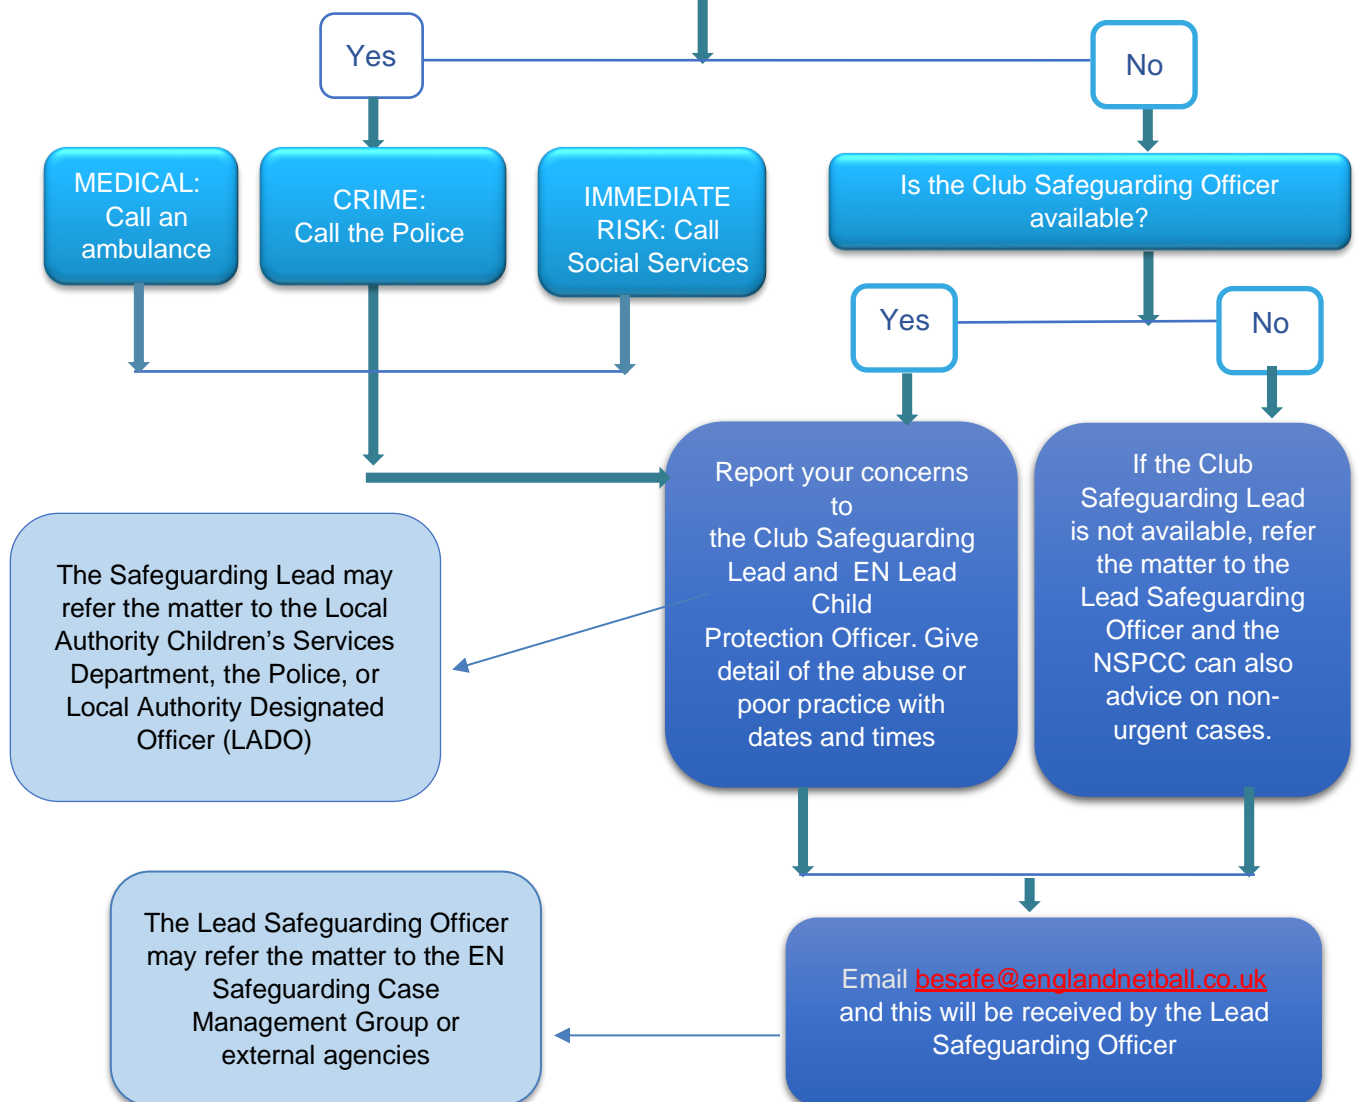 Yes
No
MEDICAL:
Call an
ambulance
CRIME:
Call the Police
IMMEDIATE
RISK: Call
Social Services
Is the Club Safeguarding Officer
available?
Yes
No
Report your concerns
to
the Club Safeguarding
Lead and EN Lead
Child
Protection Officer. Give
detail of the abuse or
poor practice with
dates and times
If the Club
Safeguarding Lead
is not available, refer
the matter to the
Lead Safeguarding
Officer and the
NSPCC can also
advice on non-
urgent cases.
The Safeguarding Lead may
refer the matter to the Local
Authority Children’s Services
Department, the Police, or
Local Authority Designated
Officer (LADO)
The Lead Safeguarding Officer
may refer the matter to the EN
Safeguarding Case
Management Group or
external agencies
Email besafe@englandnetball.co.uk
and this will be received by the Lead
Safeguarding Officer